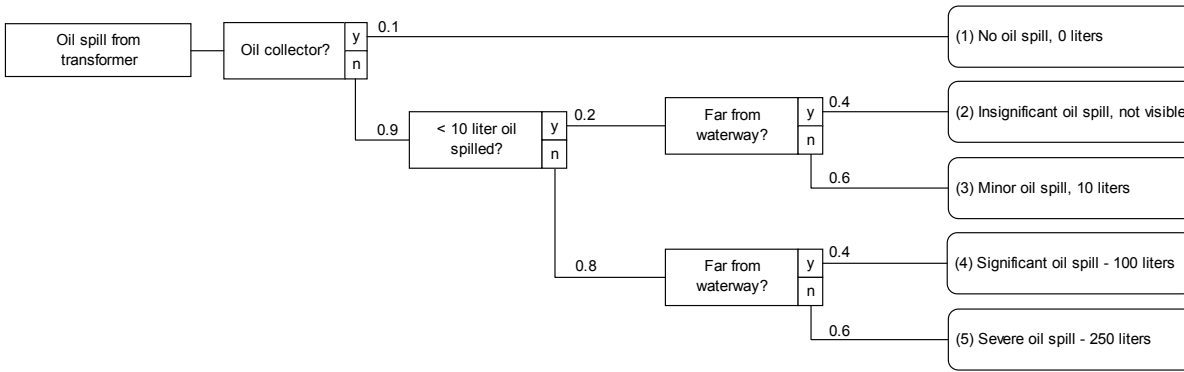 Oil spill from
transformer
Oil collector?
y
n
0.1
(1) No oil spill, 0 liters
0.9
< 10 liter oil
spilled?
y
n
0.2
Far from
waterway?
y
n
0.4
(2) Insignificant oil spill, not visible
0.6
(3) Minor oil spill, 10 liters
0.8
Far from
waterway?
y
n
0.4
(4) Significant oil spill - 100 liters
0.6
(5) Severe oil spill - 250 liters